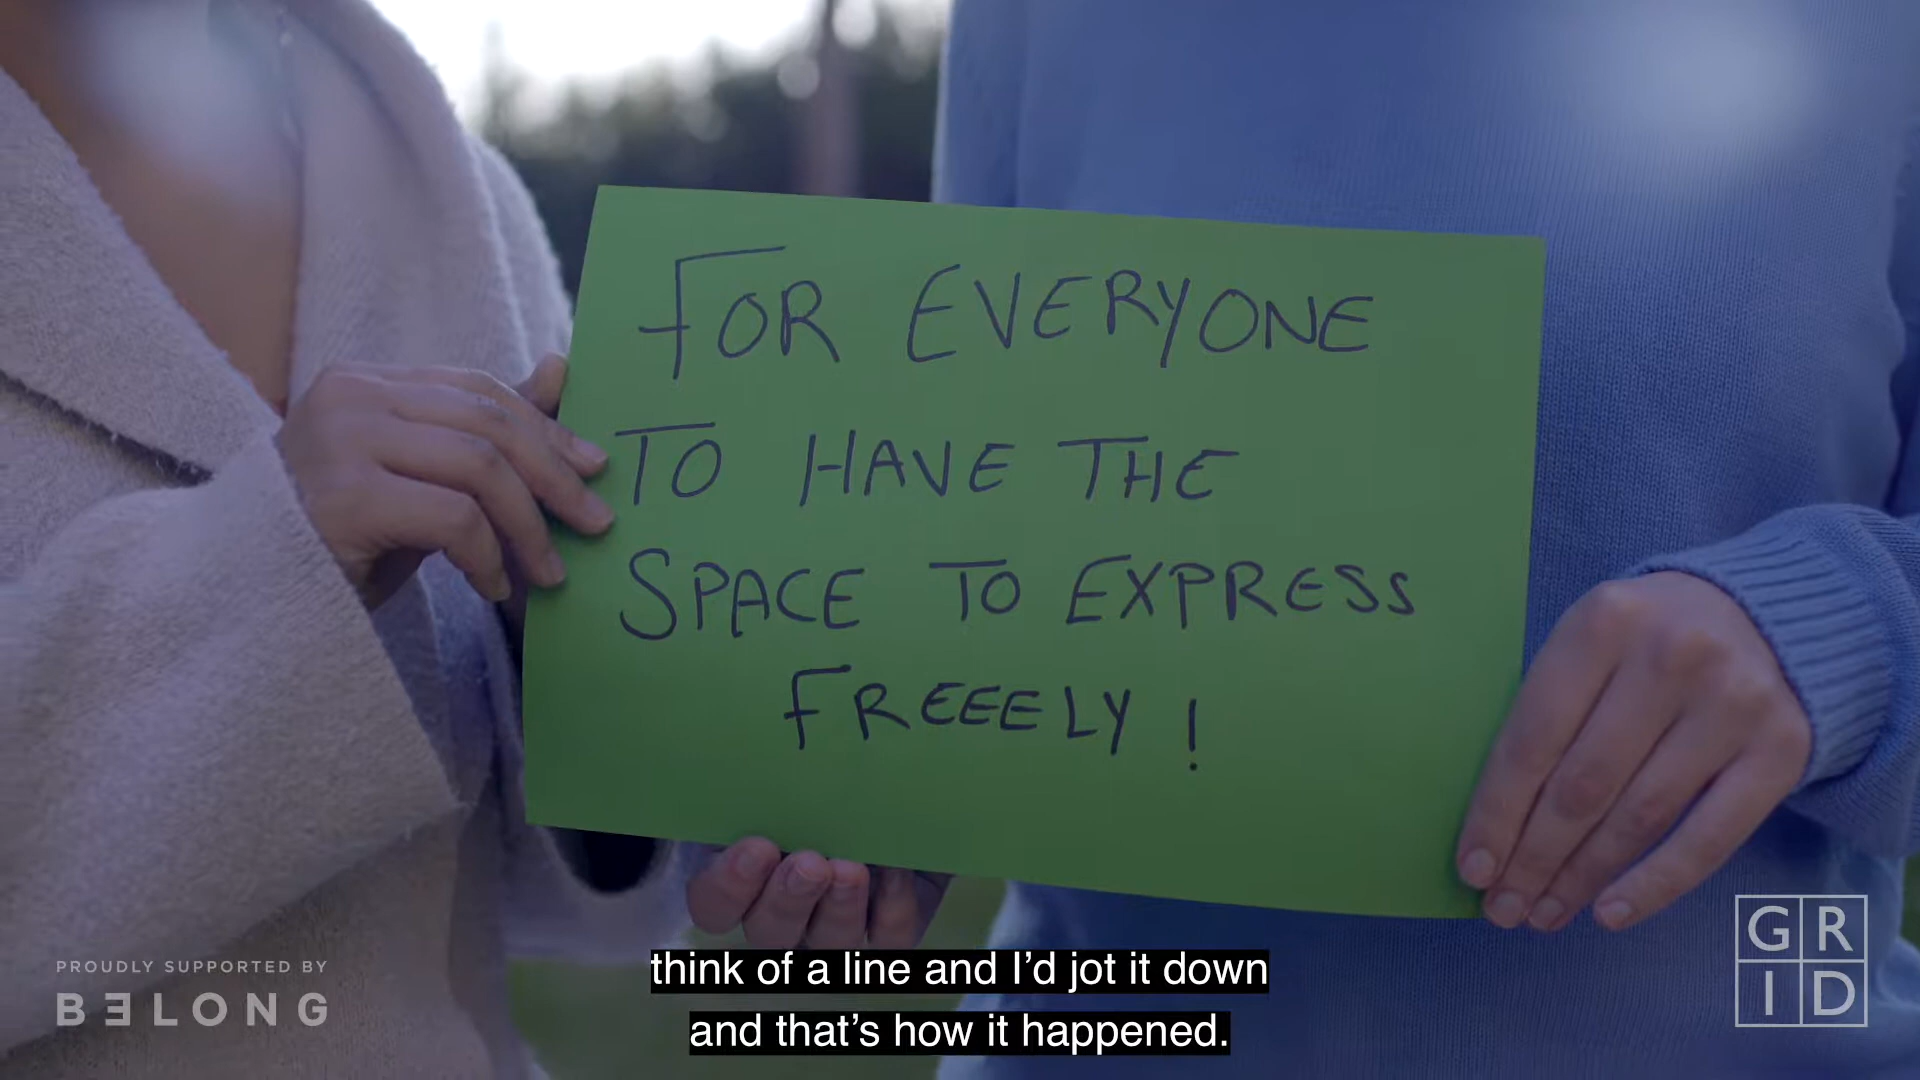 FOR EVERYONE
TO HAVE THE
SPACE TO EXPRESS
FREEELY!
PROUDLY SUPPORTED BY
BƎLONG
think of a line and I’d jot it down
and that’s how it happened.
GR
ID